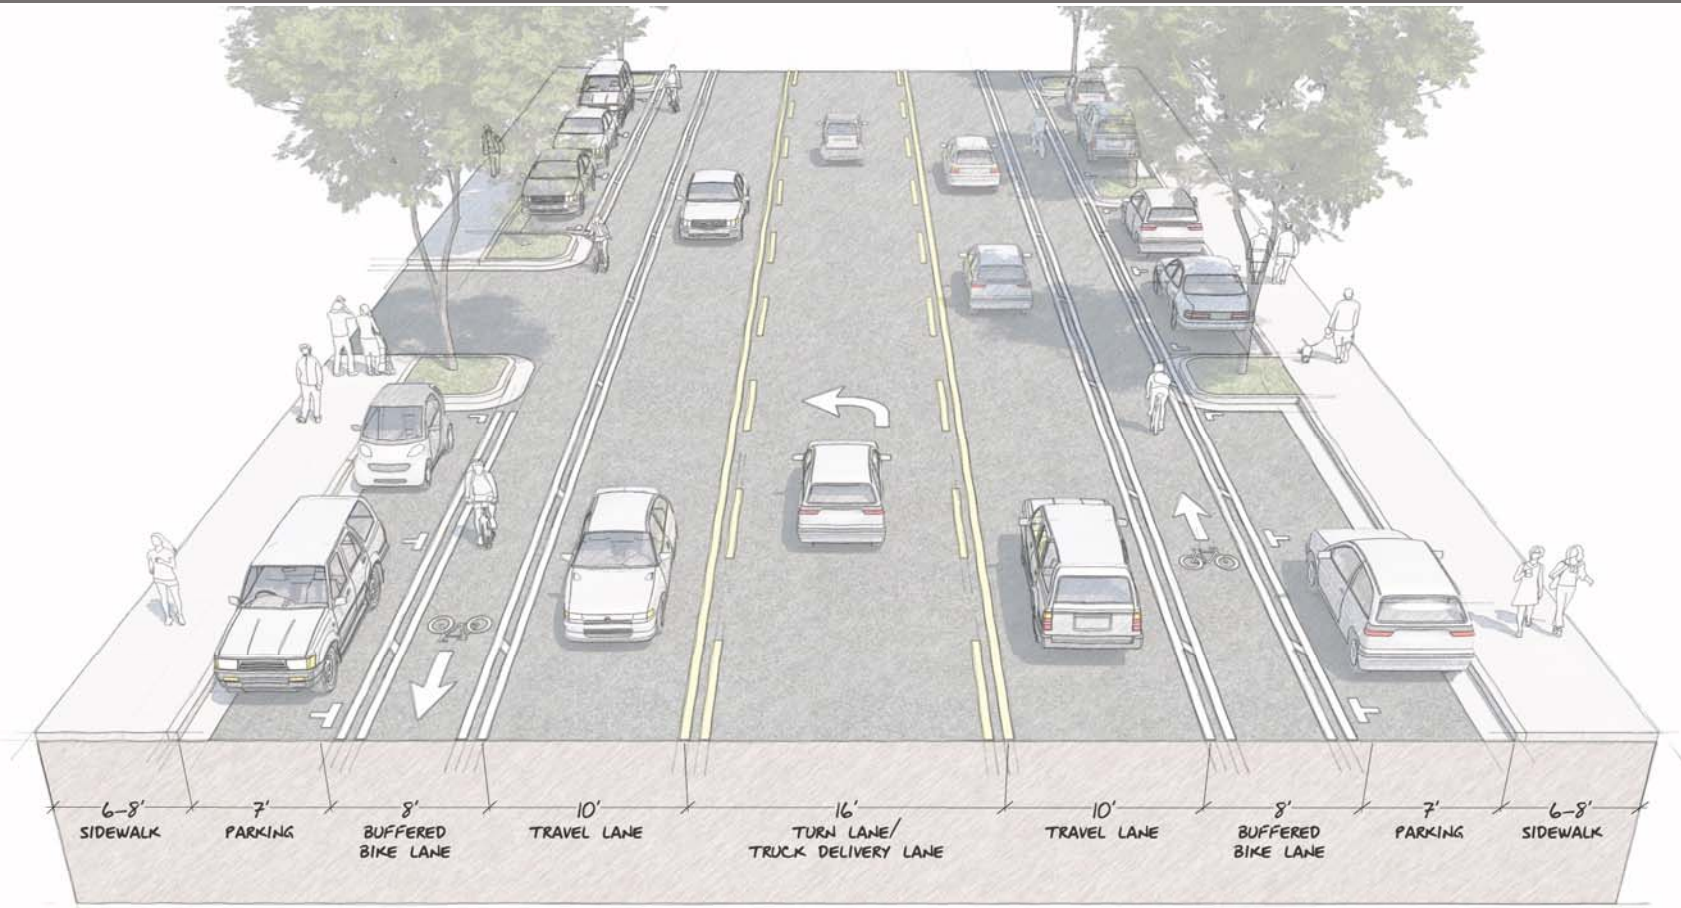 6-8' 7' 8' 10' 16' 10' 8' 7' 6-8'
SIDEWALK PARKING BUFFERED TRAVEL LANE TURN LANE/ TRAVEL LANE BUFFERED PARKING SIDEWALK
BIKE LANE TRUCK DELIVERY LANE BIKE LANE